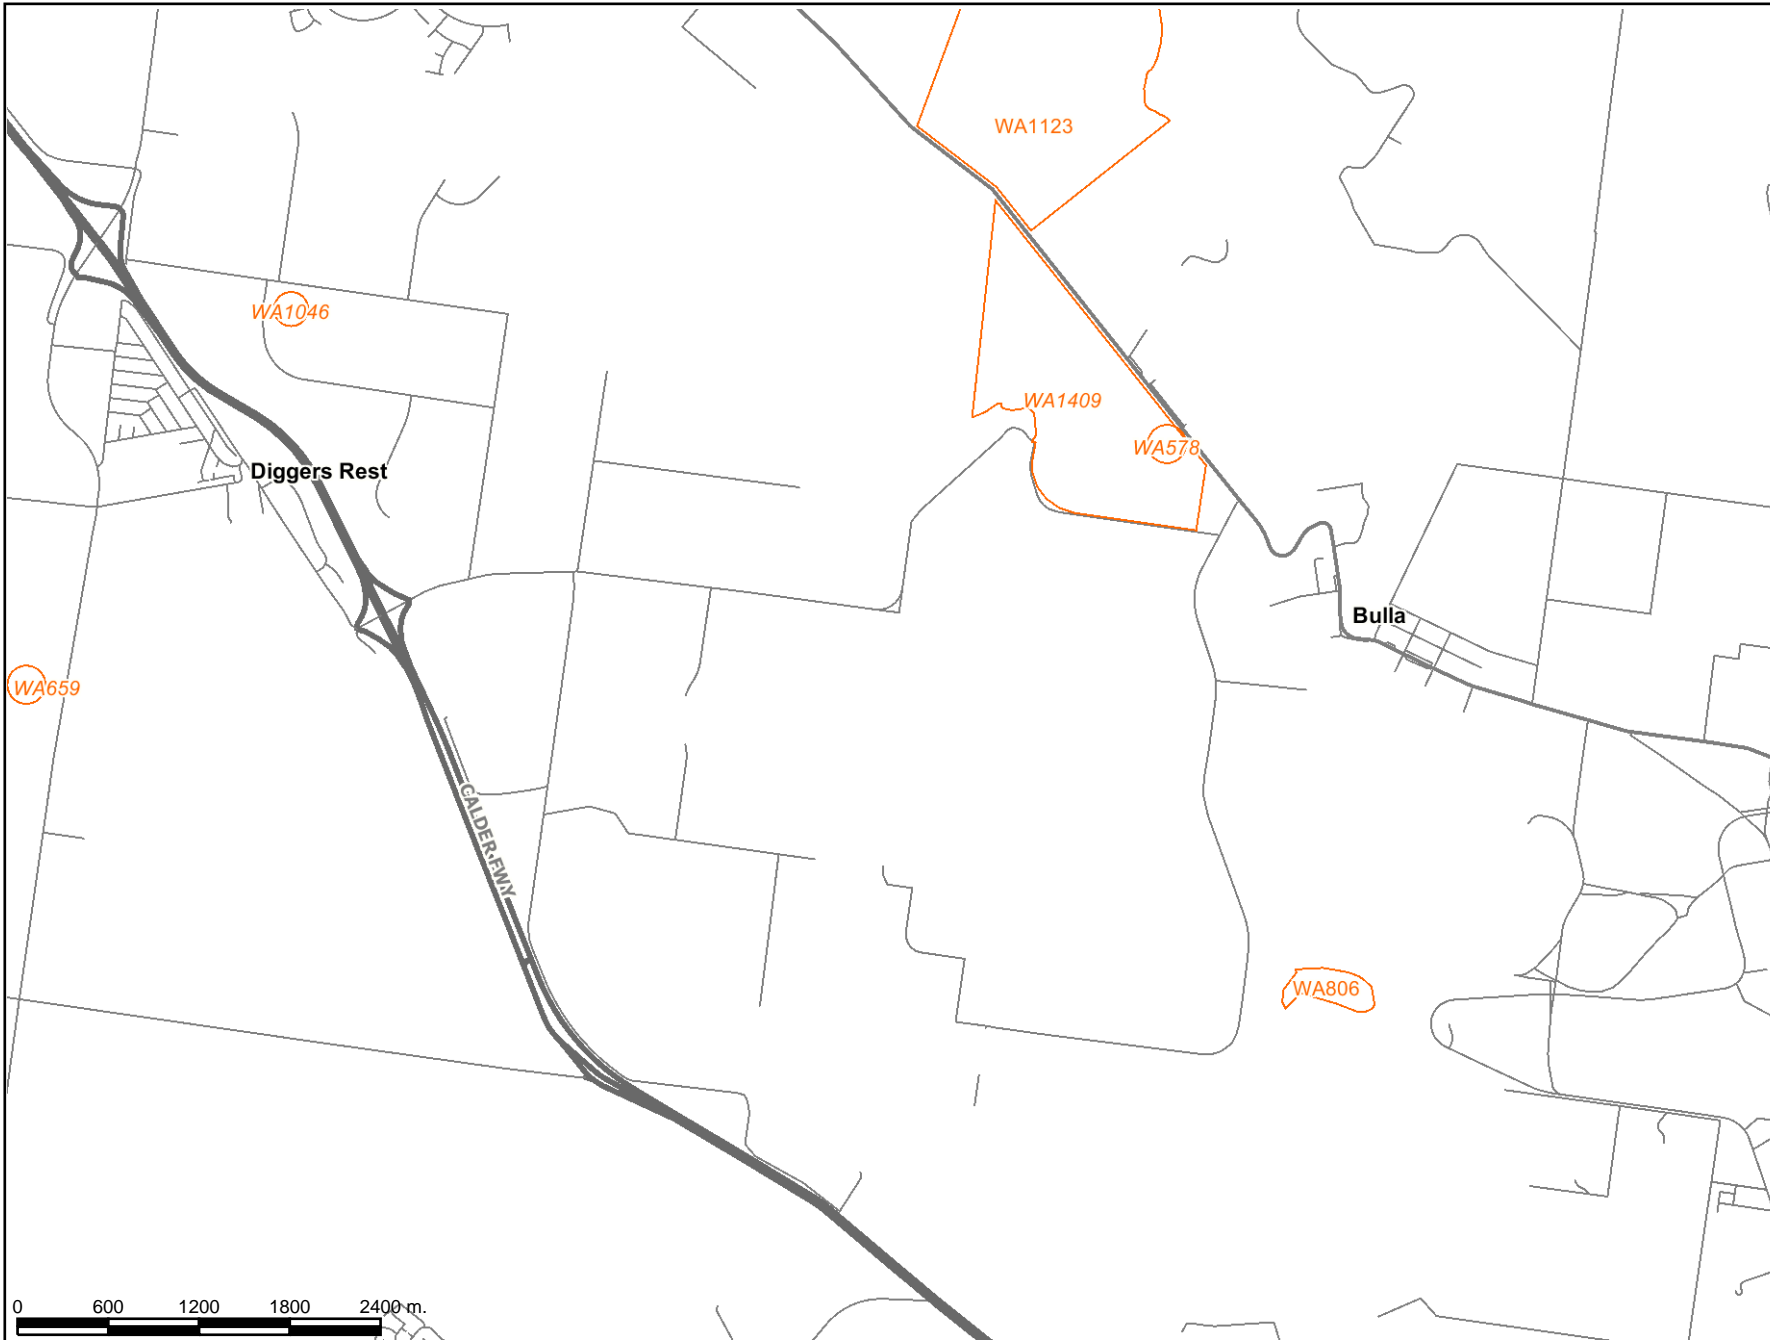 WA1123
WA1046
WA1409
WA578
Diggers Rest
Bulla
WA659
CALDER FWY
WA806
0 600 1200 1800 2400 m.